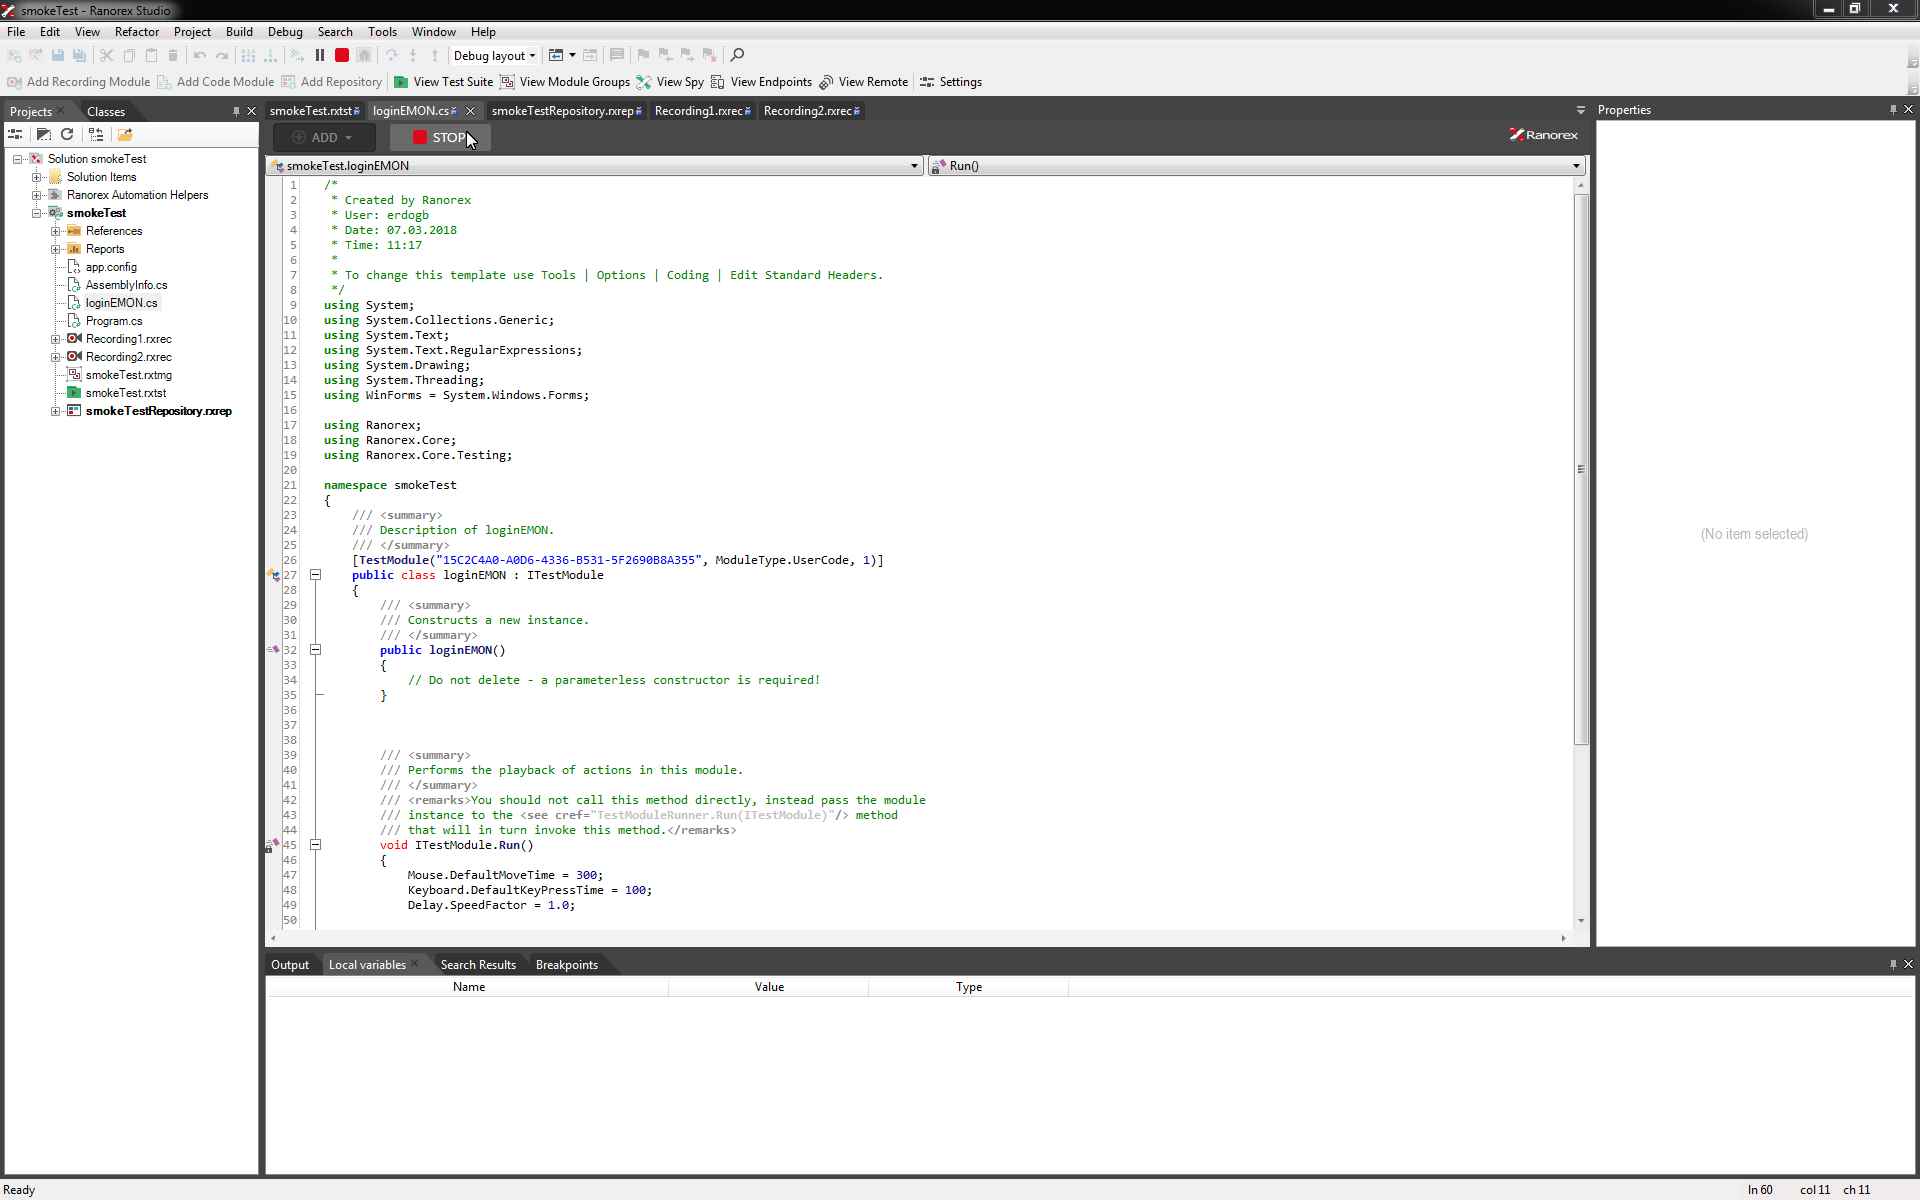 smokeTest - Ranorex Studio
File Edit View Refactor Project Build Debug Search Tools Window Help
Debug layout
Add Recording Module Add Code Module Add Repository View Test Suite View Module Groups View Spy View Endpoints View Remote Settings
Projects Classes
smokeTest.rxtst loginEMON.cs smokeTestRepository.rxrep Recording1.rxrec Recording2.rxrec
Properties
ADD STOP
Ranorex
Solution smokeTest
Solution Items
Ranorex Automation Helpers
smokeTest
References
Reports
app.config
AssemblyInfo.cs
loginEMON.cs
Program.cs
Recording1.rxrec
Recording2.rxrec
smokeTest.rxtmg
smokeTest.rxtst
smokeTestRepository.rxrep
smokeTest.loginEMON Run()
1 /*
2 * Created by Ranorex
3 * User: erdogb
4 * Date: 07.03.2018
5 * Time: 11:17
6 *
7 * To change this template use Tools | Options | Coding | Edit Standard Headers.
8 */
9 using System;
10 using System.Collections.Generic;
11 using System.Text;
12 using System.Text.RegularExpressions;
13 using System.Drawing;
14 using System.Threading;
15 using WinForms = System.Windows.Forms;
16
17 using Ranorex;
18 using Ranorex.Core;
19 using Ranorex.Core.Testing;
20
21 namespace smokeTest
22 {
23 /// <summary>
24 /// Description of loginEMON.
25 /// </summary>
26 [TestModule("15C2C4A0-A0D6-4336-B531-5F2690B8A355", ModuleType.UserCode, 1)]
27 public class loginEMON : ITestModule
28 {
29 /// <summary>
30 /// Constructs a new instance.
31 /// </summary>
32 public loginEMON()
33 {
34 // Do not delete - a parameterless constructor is required!
35 }
36
37
38
39 /// <summary>
40 /// Performs the playback of actions in this module.
41 /// </summary>
42 /// <remarks>You should not call this method directly, instead pass the module
43 /// instance to the <see cref="TestModuleRunner.Run(ITestModule)"/> method
44 /// that will in turn invoke this method.</remarks>
45 void ITestModule.Run()
46 {
47 Mouse.DefaultMoveTime = 300;
48 Keyboard.DefaultKeyPressTime = 100;
49 Delay.SpeedFactor = 1.0;
50
(No item selected)
Output Local variables Search Results Breakpoints
Name Value Type
Ready
ln 60 col 11 ch 11